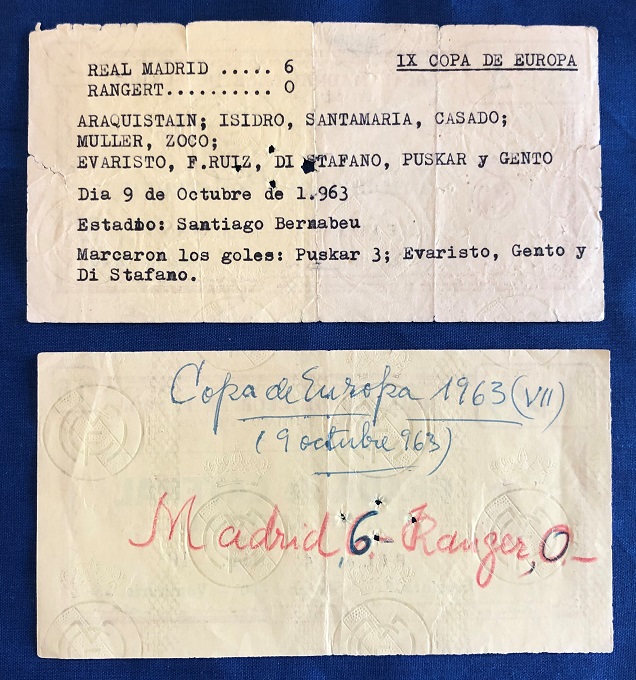 REAL MADRID ..... 6
IX COPA DE EUROPA
RANGERT.......... 0
ARAQUISTAIN; ISIDRO, SANTAMARIA, CASADO;
MULLER, ZOCO;
EVARISTO, F.RUIZ, DI STAFANO, PUSKAR y GENTO
Dia 9 de Octubre de 1.963
Estadio: Santiago Bernabeu
Marcaron los goles: Puskar 3; Evaristo, Gento y
Di Stafano.
Copa de Europa 1963 (VII)
(9 octubre 963)
Madrid, 6.- Ranger, 0.-